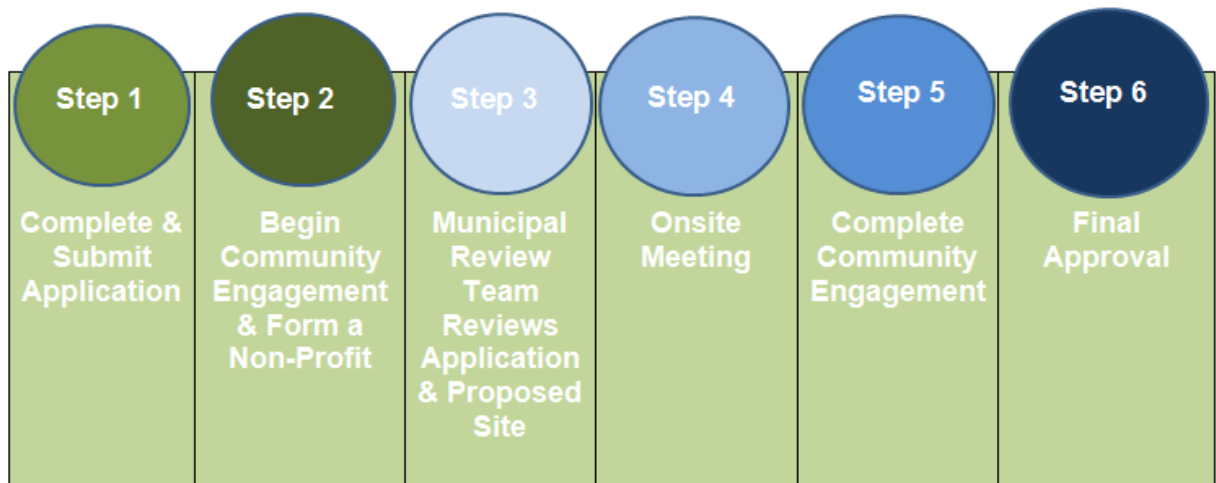 Step 1
Complete &
Submit
Application
Step 2
Begin
Community
Engagement
& Form a
Non-Profit
Step 3
Municipal
Review
Team
Reviews
Application
& Proposed
Site
Step 4
Onsite
Meeting
Step 5
Complete
Community
Engagement
Step 6
Final
Approval